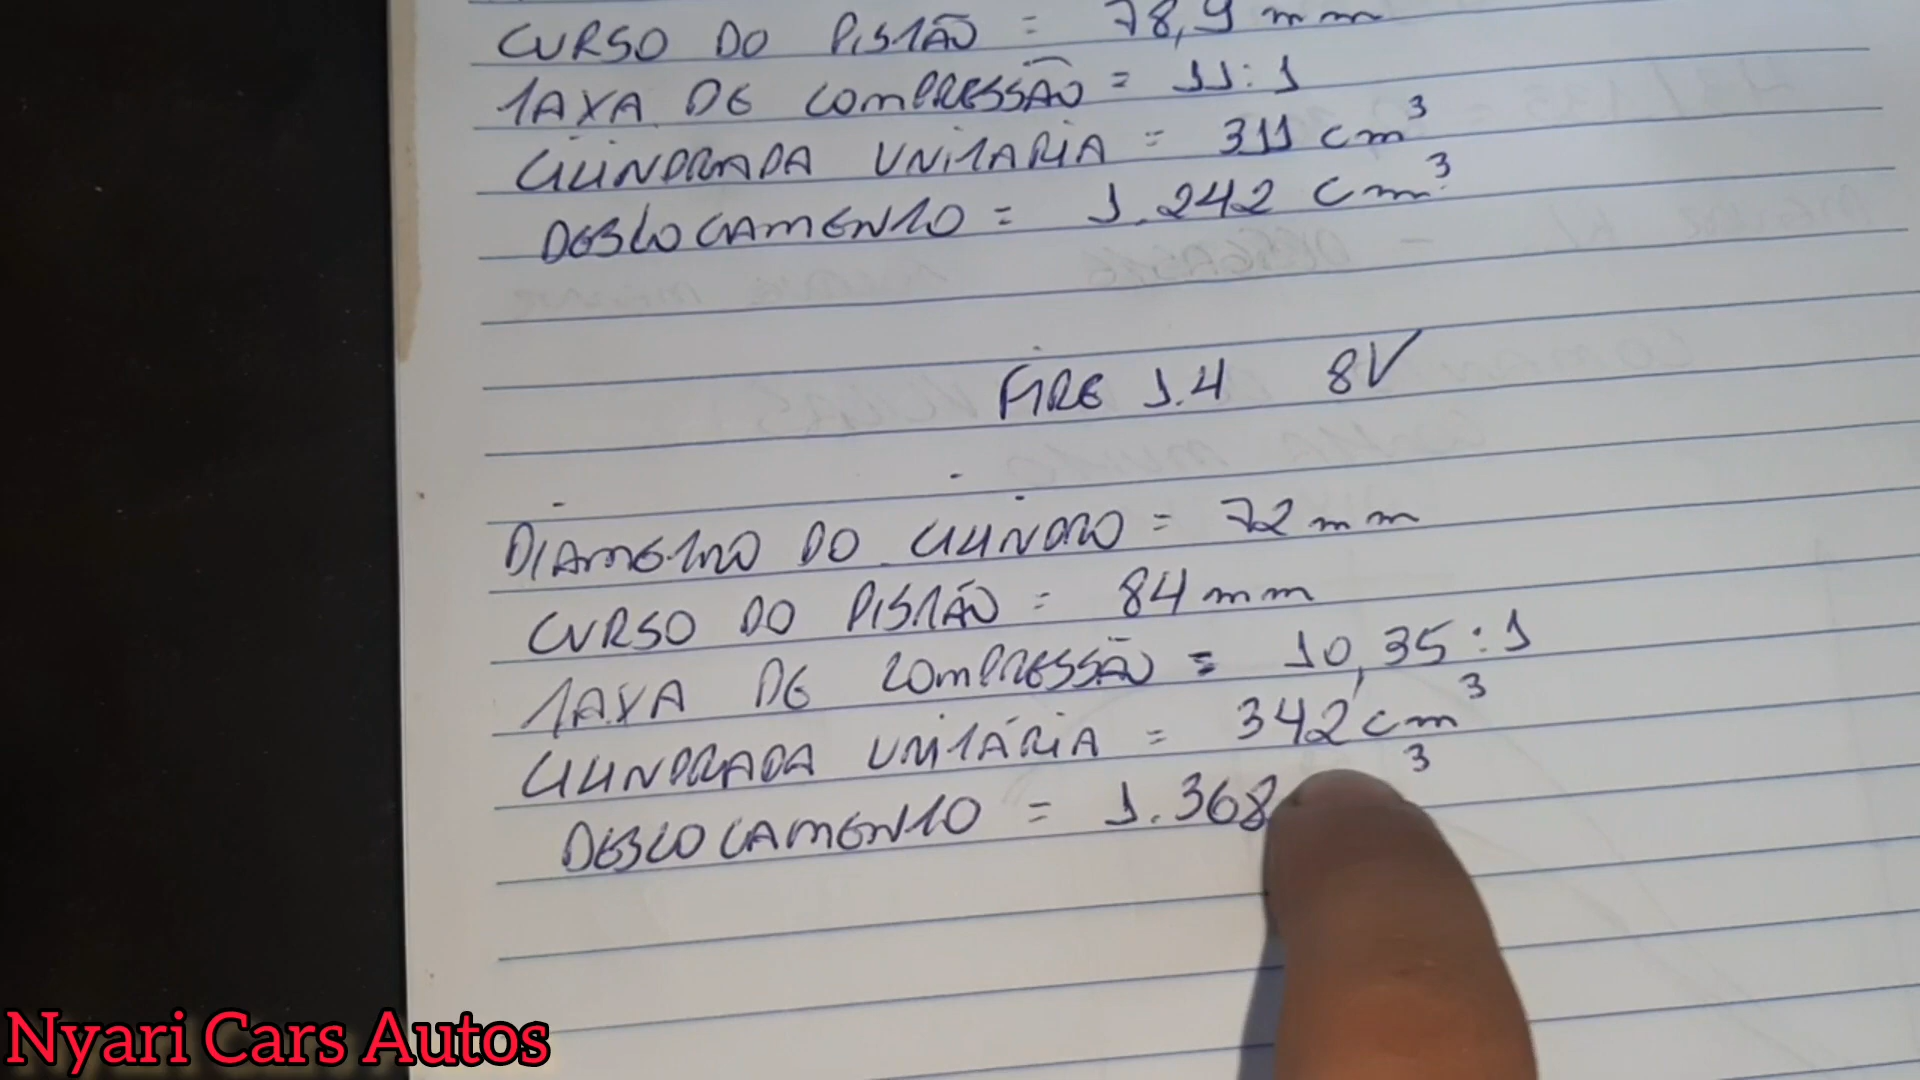 CURSO DO PISTÃO = 78,9 mm
TAXA DE COMPRESSÃO = 11:1
CILINDRADA UNITARIA = 311 cm³
DESLOCAMENTO = 1.242 cm³
FIRE 1.4 8V
DIAMETRO DO CILINDRO = 72 mm
CURSO DO PISTÃO = 84 mm
TAXA DE COMPRESSÃO = 10,35:1
CILINDRADA UNITÁRIA = 342 cm³
DESLOCAMENTO = 1.368 ³
Nyari Cars Autos